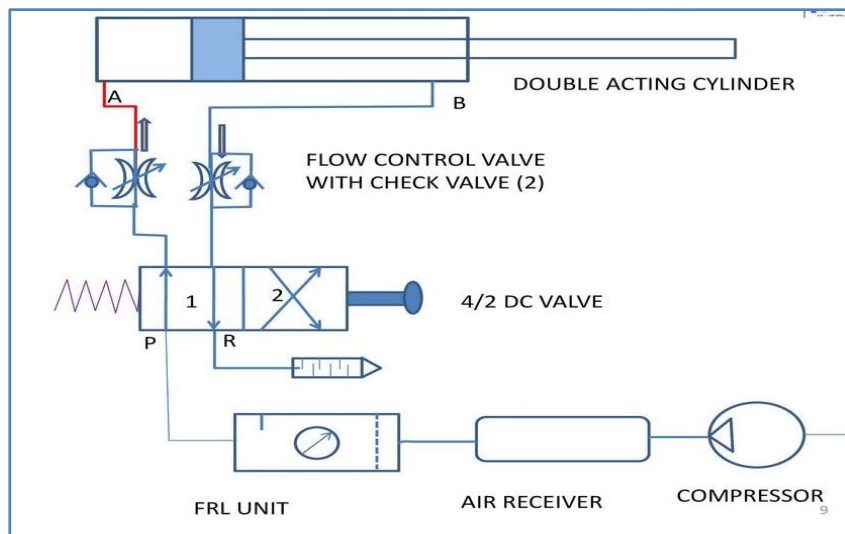 DOUBLE ACTING CYLINDER
A
B
FLOW CONTROL VALVE
WITH CHECK VALVE (2)
1
2
4/2 DC VALVE
P
R
FRL UNIT
AIR RECEIVER
COMPRESSOR
9